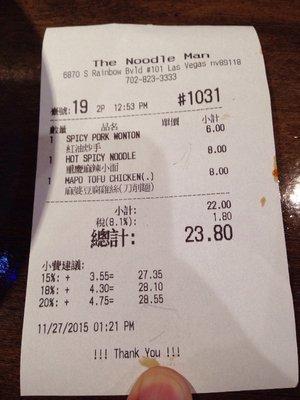 The Noodle Man
6870 S Rainbow Bvld #101 Las Vegas nv89118
702-823-3333
臺號:19 2P 12:53 PM #1031
數量 品名 單價 小計
1 SPICY PORK WONTON 6.00
紅油炒手
1 HOT SPICY NOODLE 8.00
重慶麻辣小面
1 MAPO TOFU CHICKEN(.) 8.00
麻婆豆腐雞絲(刀削麵)
小計: 22.00
稅(8.1%): 1.80
總計: 23.80
小費建議:
15%: + 3.55= 27.35
18%: + 4.30= 28.10
20%: + 4.75= 28.55
11/27/2015 01:21 PM
!!! Thank You !!!